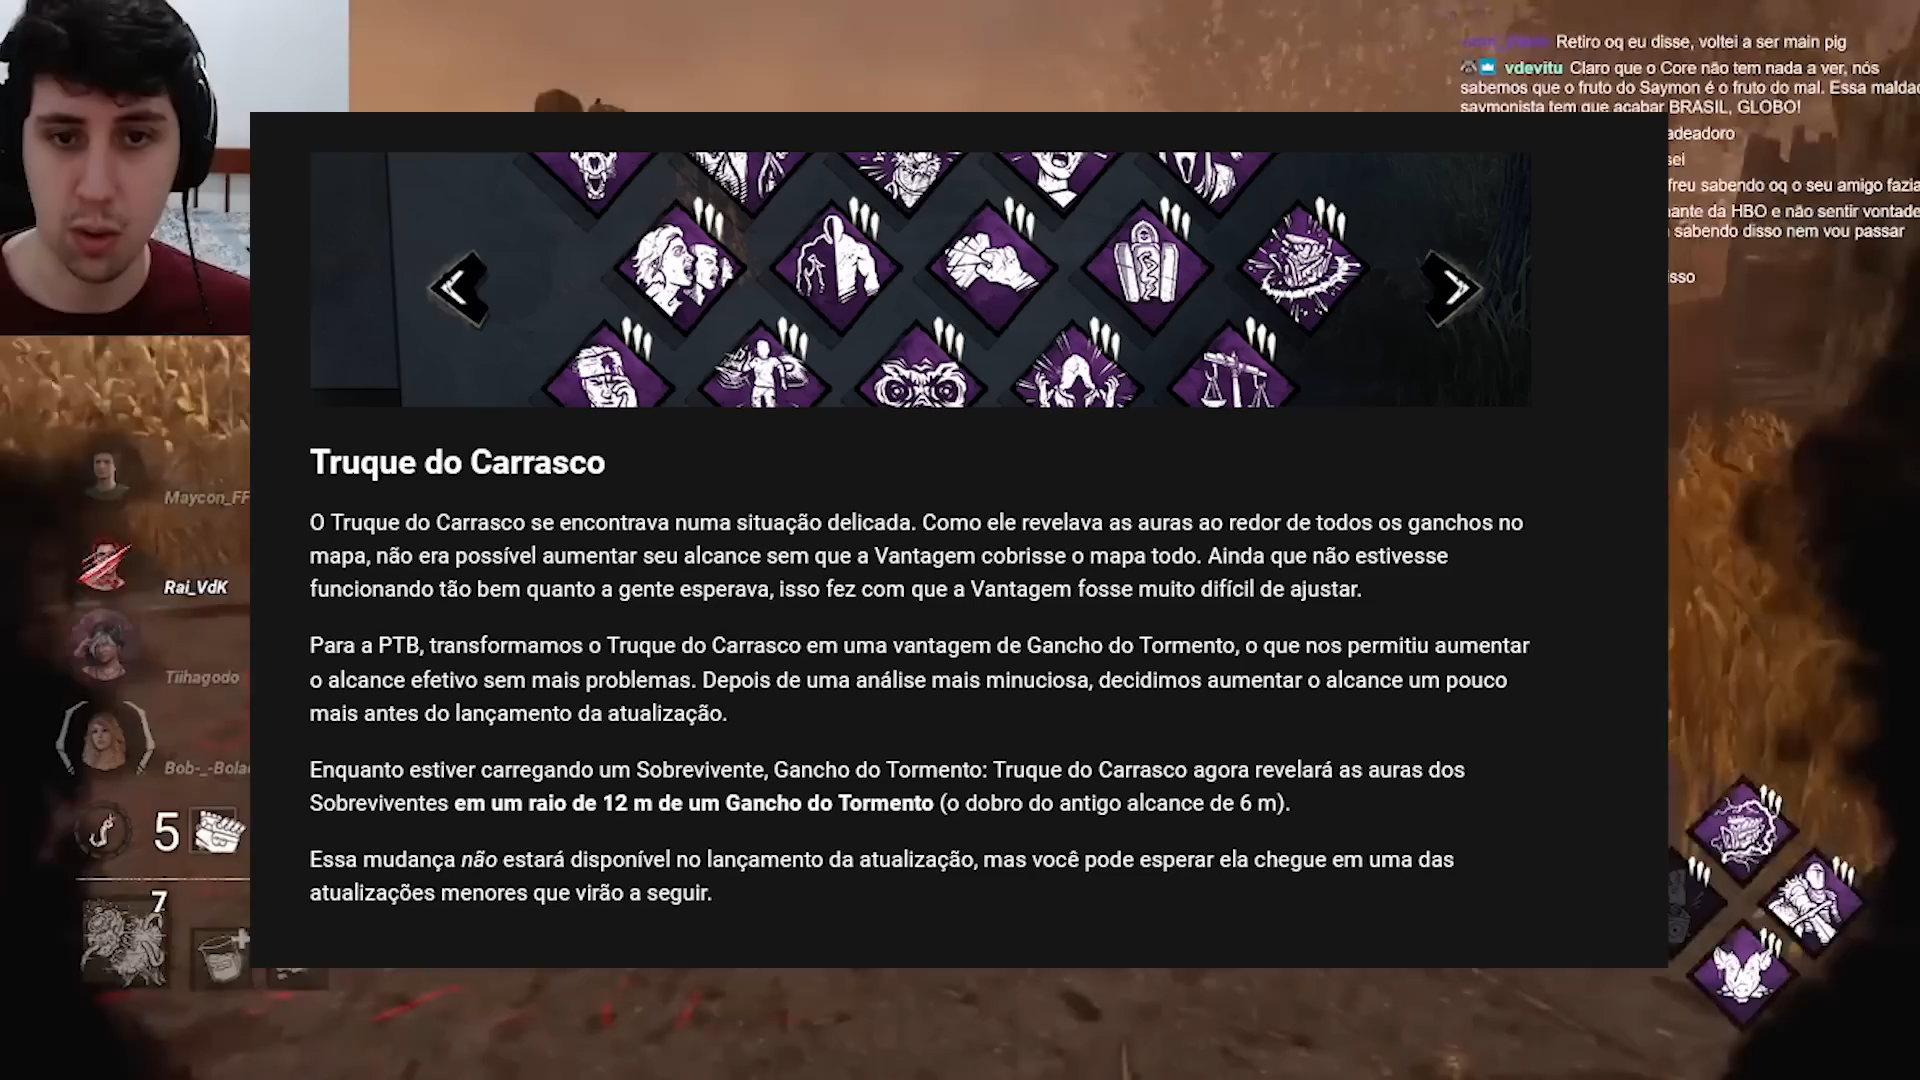 Retiro oq eu disse, voltei a ser main pig
vdevitu Claro que o Core não tem nada a ver, nós
sabemos que o fruto do Saymon é o fruto do mal. Essa maldad
saymonista tem que acabar BRASIL, GLOBO!
adeadoro
sei
freu sabendo oq o seu amigo fazia
ante da HBO e não sentir vontade
sabendo disso nem vou passar
sso
Truque do Carrasco
O Truque do Carrasco se encontrava numa situação delicada. Como ele revelava as auras ao redor de todos os ganchos no
mapa, não era possível aumentar seu alcance sem que a Vantagem cobrisse o mapa todo. Ainda que não estivesse
funcionando tão bem quanto a gente esperava, isso fez com que a Vantagem fosse muito difícil de ajustar.
Para a PTB, transformamos o Truque do Carrasco em uma vantagem de Gancho do Tormento, o que nos permitiu aumentar
o alcance efetivo sem mais problemas. Depois de uma análise mais minuciosa, decidimos aumentar o alcance um pouco
mais antes do lançamento da atualização.
Enquanto estiver carregando um Sobrevivente, Gancho do Tormento: Truque do Carrasco agora revelará as auras dos
Sobreviventes em um raio de 12 m de um Gancho do Tormento (o dobro do antigo alcance de 6 m).
Essa mudança não estará disponível no lançamento da atualização, mas você pode esperar ela chegue em uma das
atualizações menores que virão a seguir.
Maycon_FF
Rai_VdK
Tiihagodo
Bob-_-Bola
5
7